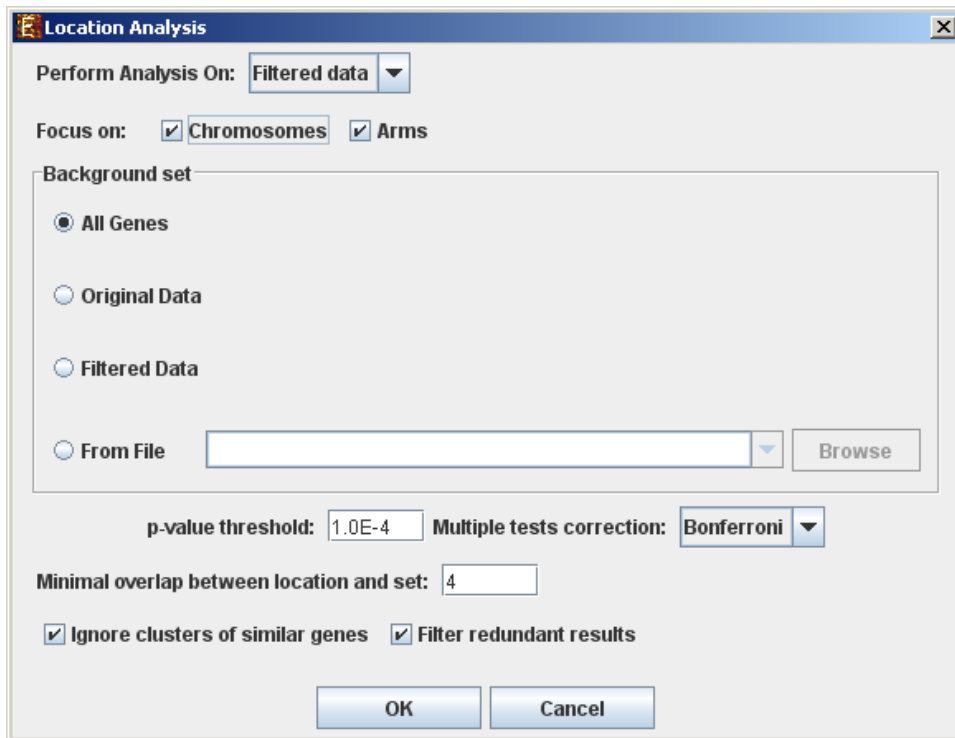 Location Analysis
Perform Analysis On: Filtered data
Focus on: Chromosomes Arms
Background set
All Genes
Original Data
Filtered Data
From File Browse
p-value threshold: 1.0E-4 Multiple tests correction: Bonferroni
Minimal overlap between location and set: 4
Ignore clusters of similar genes Filter redundant results
OK Cancel